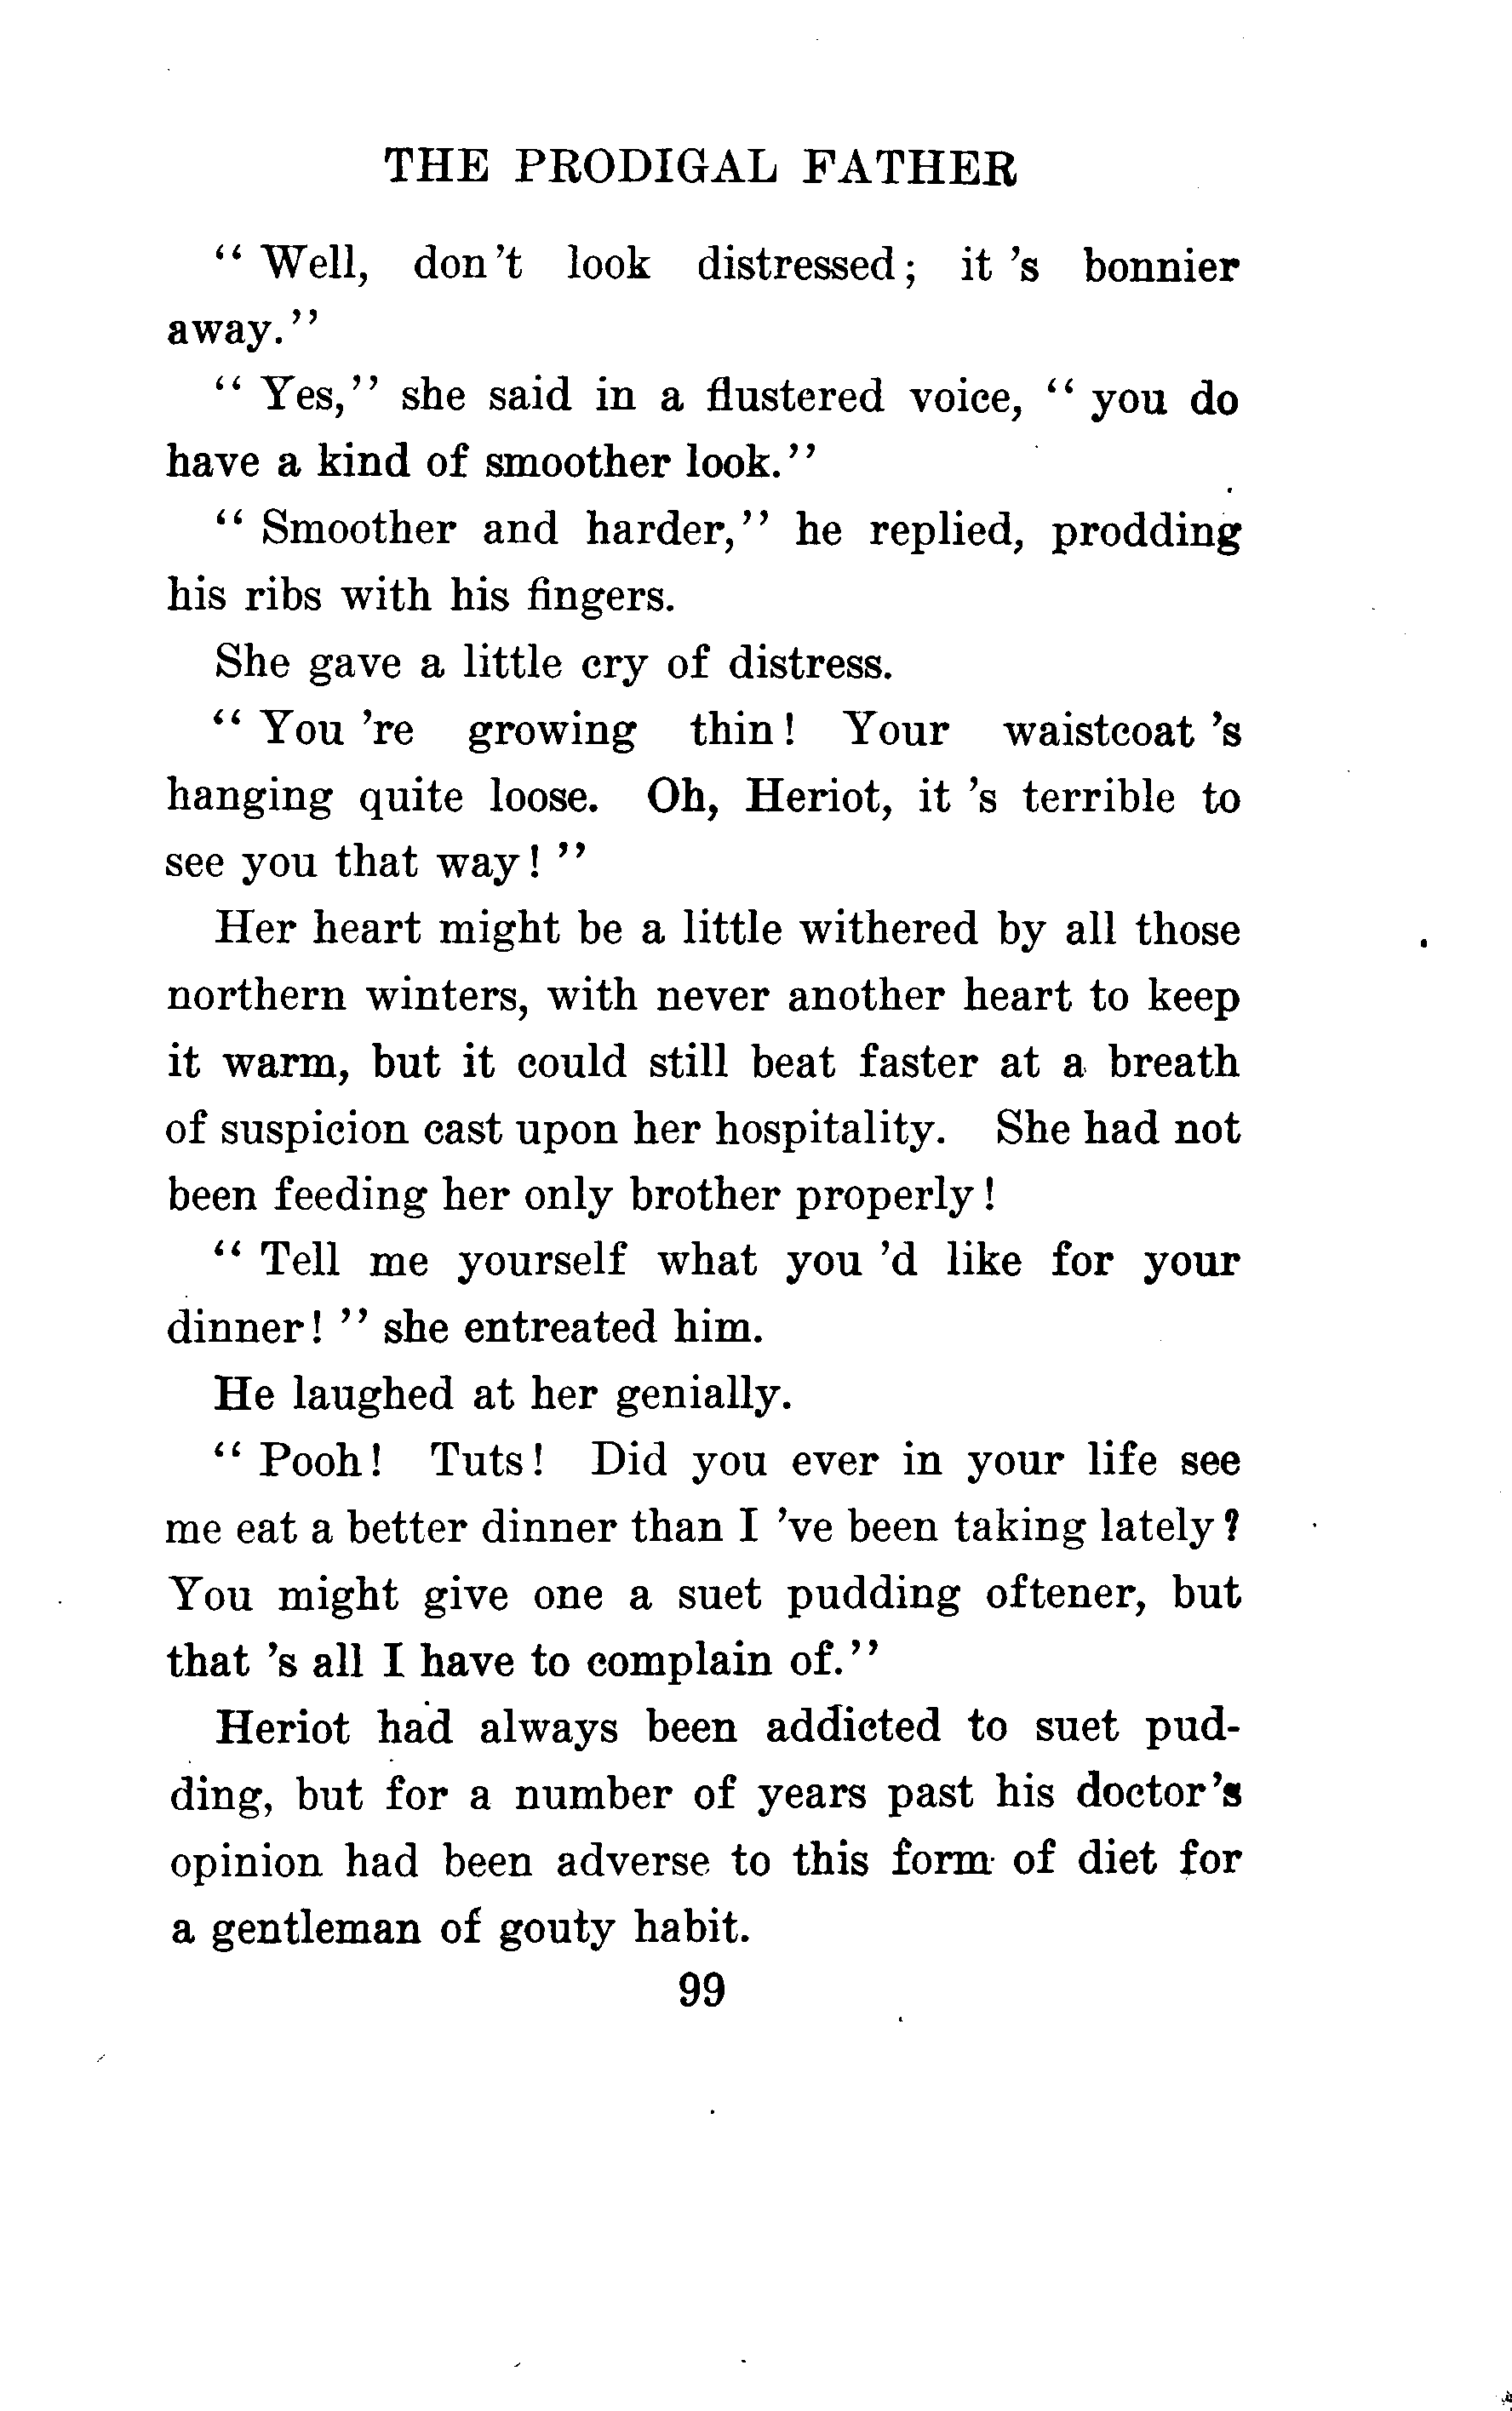 THE PRODIGAL FATHER
“ Well, don't look distressed; it 's bonnier
away.”
“ Yes,” she said in a flustered voice, “ you do
have a kind of smoother look.”
“ Smoother and harder,” he replied, prodding
his ribs with his fingers.
She gave a little cry of distress.
“ You 're growing thin! Your waistcoat 's
hanging quite loose. Oh, Heriot, it 's terrible to
see you that way! ”
Her heart might be a little withered by all those
northern winters, with never another heart to keep
it warm, but it could still beat faster at a breath
of suspicion cast upon her hospitality. She had not
been feeding her only brother properly!
“ Tell me yourself what you 'd like for your
dinner! ” she entreated him.
He laughed at her genially.
“ Pooh! Tuts! Did you ever in your life see
me eat a better dinner than I 've been taking lately?
You might give one a suet pudding oftener, but
that 's all I have to complain of.”
Heriot had always been addicted to suet pud-
ding, but for a number of years past his doctor's
opinion had been adverse to this form of diet for
a gentleman of gouty habit.
99